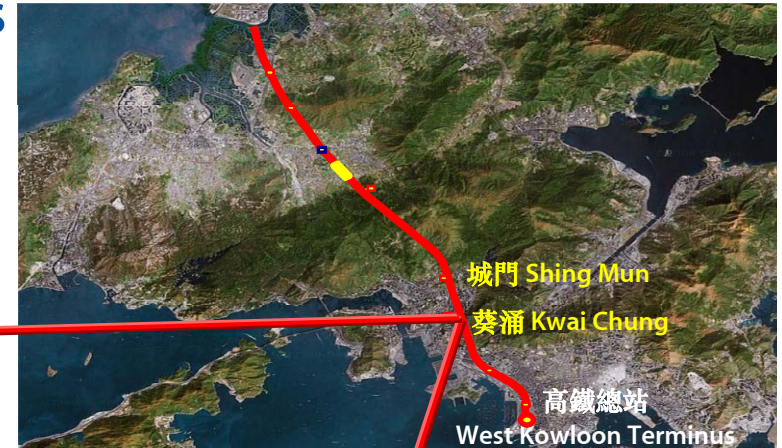 S
城門 Shing Mun
葵涌 Kwai Chung
高鐵總站
West Kowloon Terminus